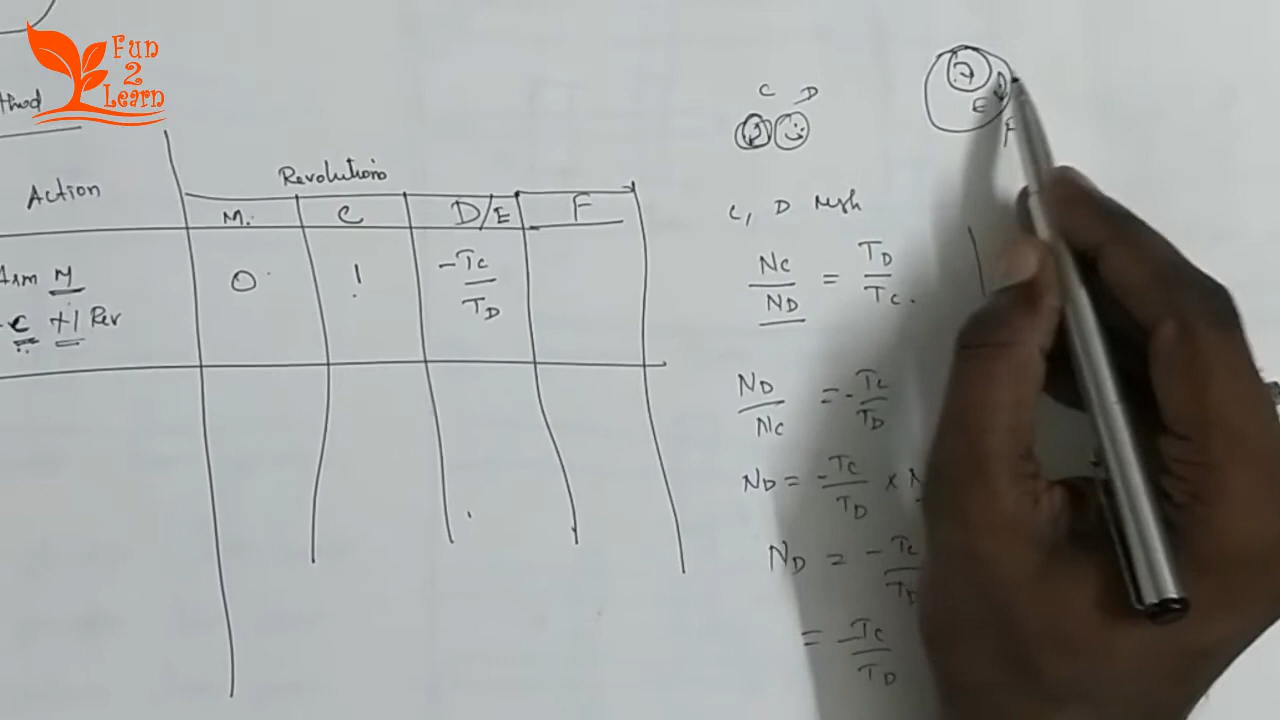 Fun
2
Learn
thod
Action
Revolutions
M.
C
D/E
F
Arm M
C +1 Rev
0
1
-TC
TD
C D
E
F
C, D mesh
NC / ND = TD / TC.
ND / NC = - TC / TD
ND = -TC / TD ×
ND = - TC / TD
= -TC / TD